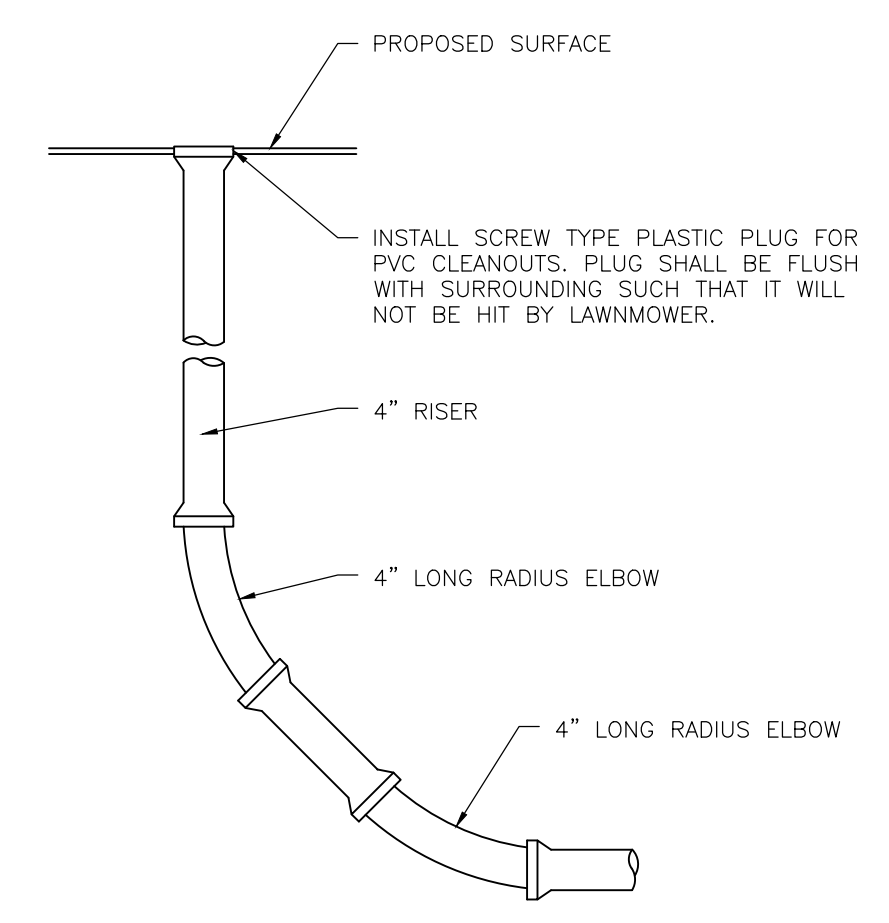 PROPOSED SURFACE
INSTALL SCREW TYPE PLASTIC PLUG FOR
PVC CLEANOUTS. PLUG SHALL BE FLUSH
WITH SURROUNDING SUCH THAT IT WILL
NOT BE HIT BY LAWNMOWER.
4" RISER
4" LONG RADIUS ELBOW
4" LONG RADIUS ELBOW